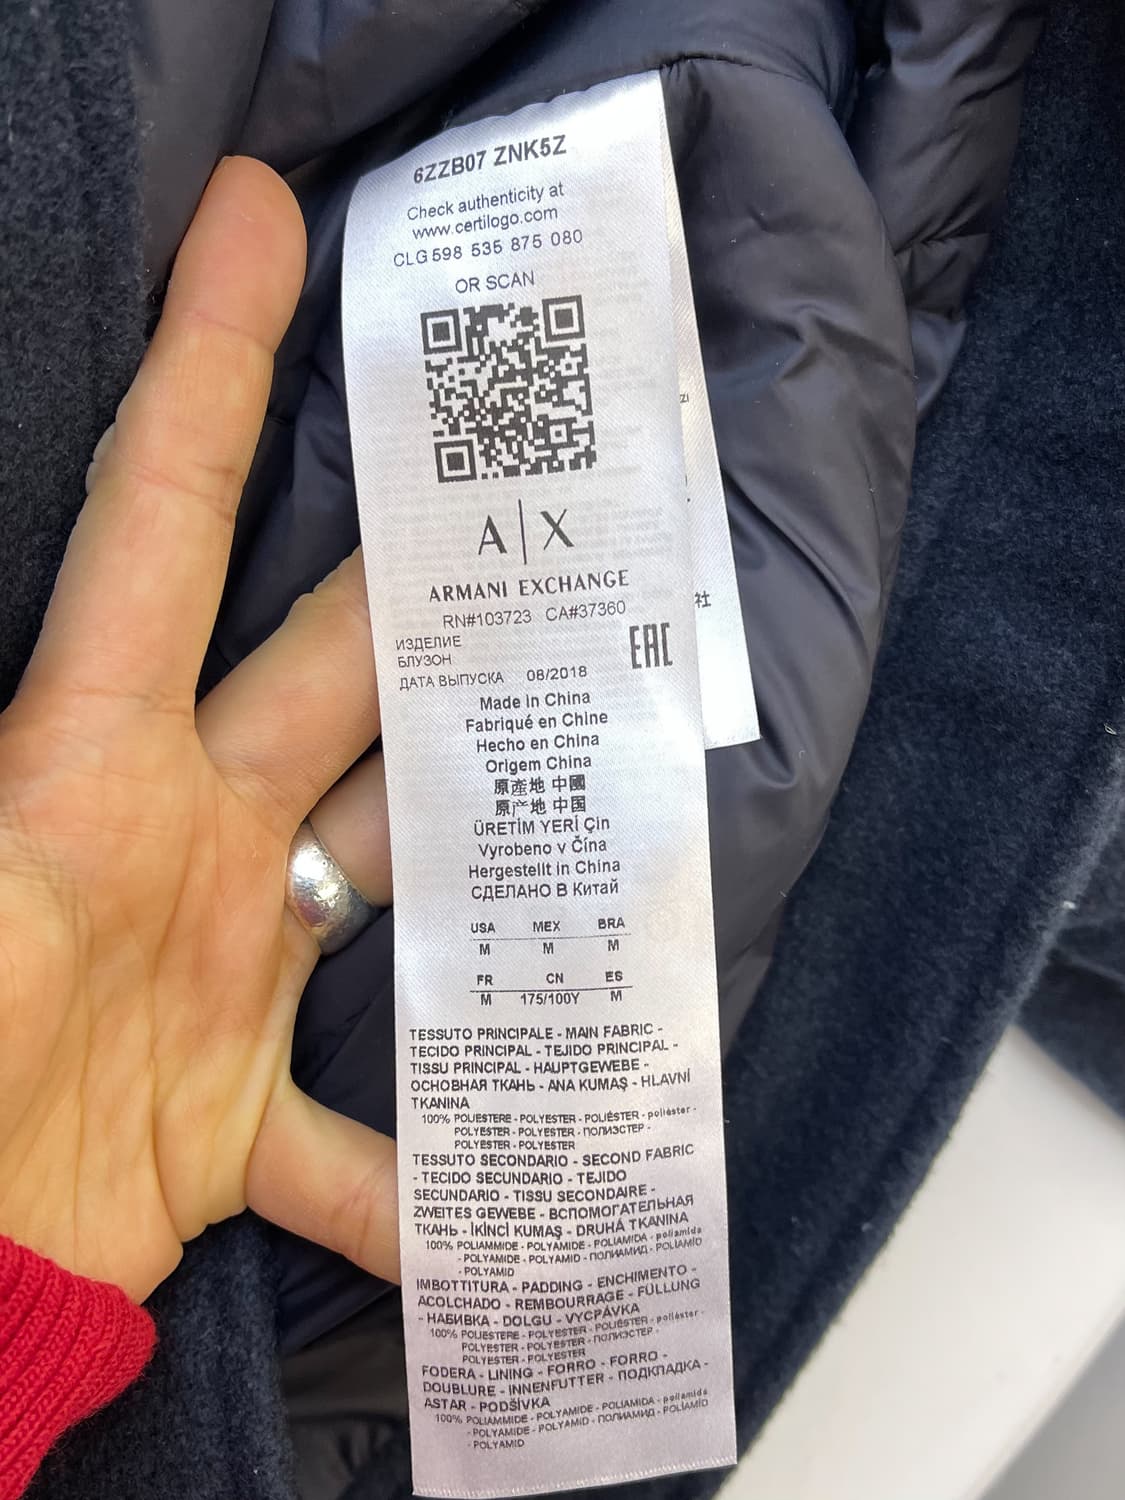 6ZZB07 ZNK5Z
Check authenticity at
www.certilogo.com
CLG 598 535 875 080
OR SCAN
A|X
ARMANI EXCHANGE
RN#103723 CA#37360
ИЗДЕЛИЕ
БЛУЗОН
ДАТА ВЫПУСКА 08/2018
EAC
Made in China
Fabriqué en Chine
Hecho en China
Origem China
原產地 中國
原产地 中国
ÜRETİM YERİ Çin
Vyrobeno v Čína
Hergestellt in China
СДЕЛАНО В Китай
USA MEX BRA
M M M
FR CN ES
M 175/100Y M
TESSUTO PRINCIPALE - MAIN FABRIC -
TECIDO PRINCIPAL - TEJIDO PRINCIPAL -
TISSU PRINCIPAL - HAUPTGEWEBE -
ОСНОВНАЯ ТКАНЬ - ANA KUMAŞ - HLAVNÍ
TKANINA
100% POLIESTERE - POLYESTER - POLIÉSTER - poliéster -
POLYESTER - POLYESTER - ПОЛИЭСТЕР -
POLYESTER - POLYESTER
TESSUTO SECONDARIO - SECOND FABRIC
- TECIDO SECUNDARIO - TEJIDO
SECUNDARIO - TISSU SECONDAIRE -
ZWEITES GEWEBE - ВСПОМОГАТЕЛЬНАЯ
ТКАНЬ - İKİNCİ KUMAŞ - DRUHÁ TKANINA
100% POLIAMMIDE - POLYAMIDE - POLIAMIDA - poliamida
- POLYAMIDE - POLYAMID - ПОЛИАМИД - POLİAMİD
- POLYAMID
IMBOTTITURA - PADDING - ENCHIMENTO -
ACOLCHADO - REMBOURRAGE - FÜLLUNG
- НАБИВКА - DOLGU - VYCPÁVKA
100% POLIESTERE - POLYESTER - POLIÉSTER - poliéster -
POLYESTER - POLYESTER - ПОЛИЭСТЕР -
POLYESTER - POLYESTER
FODERA - LINING - FORRO - FORRO -
DOUBLURE - INNENFUTTER - ПОДКЛАДКА -
ASTAR - PODŠÍVKA
100% POLIAMMIDE - POLYAMIDE - POLIAMIDA - poliamida
- POLYAMIDE - POLYAMID - ПОЛИАМИД - POLİAMİD
- POLYAMID
社